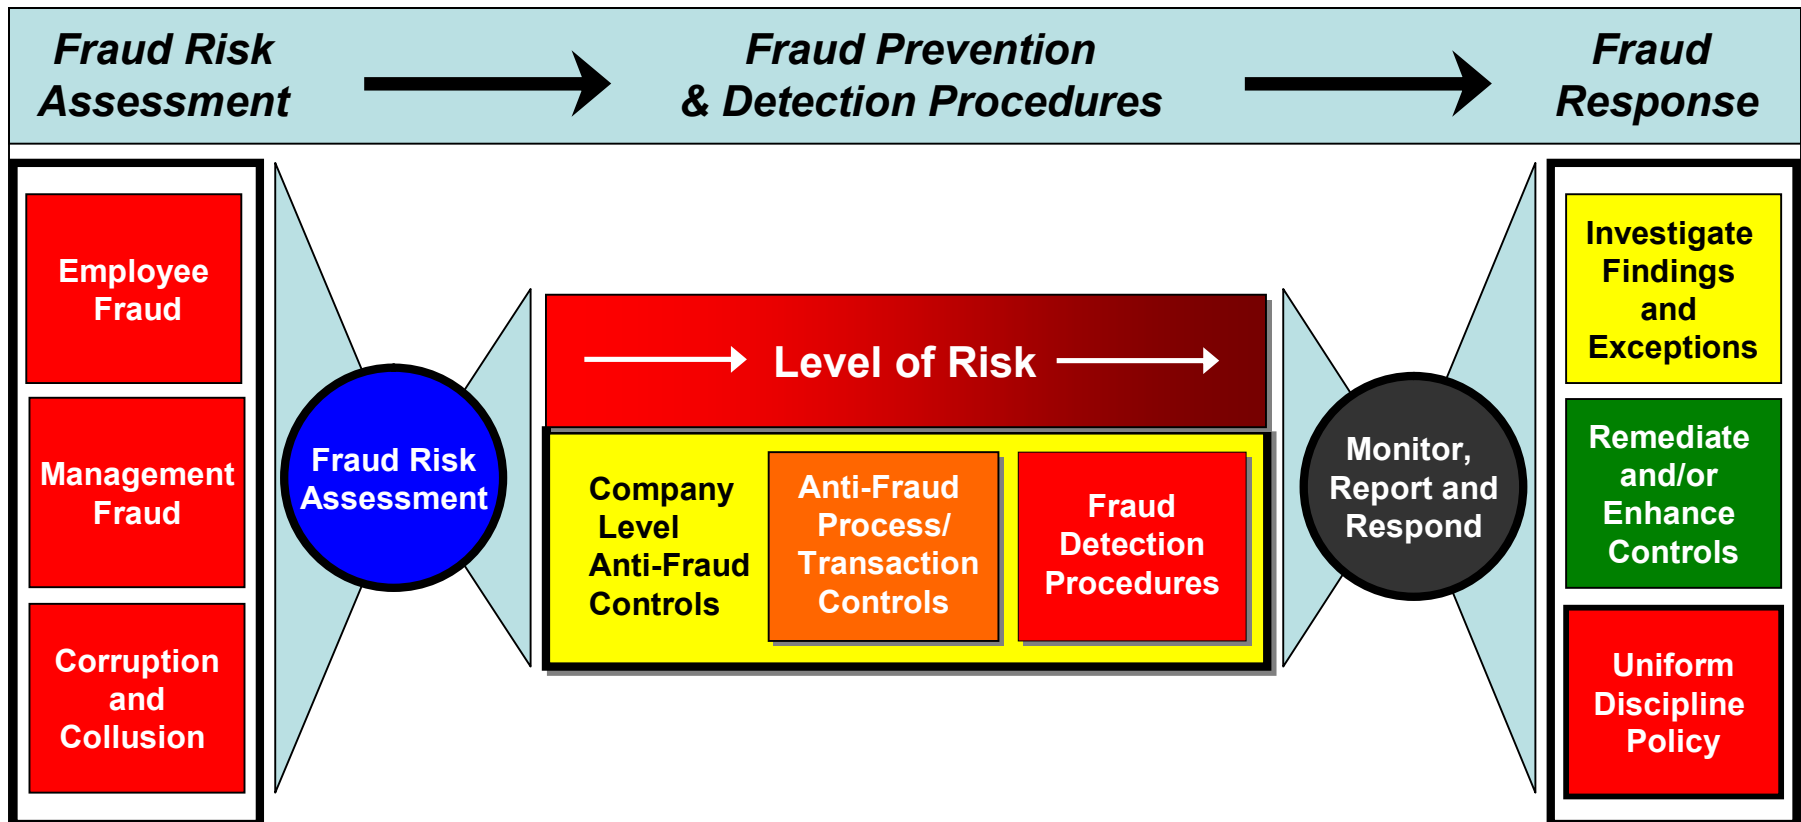 Fraud Risk
Assessment
Fraud Prevention
& Detection Procedures
Fraud
Response
Employee
Fraud
Management
Fraud
Corruption
and
Collusion
Fraud Risk
Assessment
Level of Risk
Company
Level
Anti-Fraud
Controls
Anti-Fraud
Process/
Transaction
Controls
Fraud
Detection
Procedures
Monitor,
Report and
Respond
Investigate
Findings
and
Exceptions
Remediate
and/or
Enhance
Controls
Uniform
Discipline
Policy